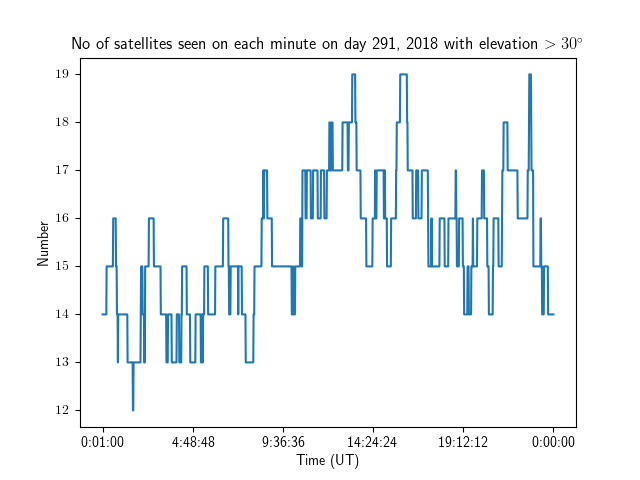 No of satellites seen on each minute on day 291, 2018 with elevation > 30°
19
18
17
16
15
14
13
12
Number
0:01:00 4:48:48 9:36:36 14:24:24 19:12:12 0:00:00
Time (UT)